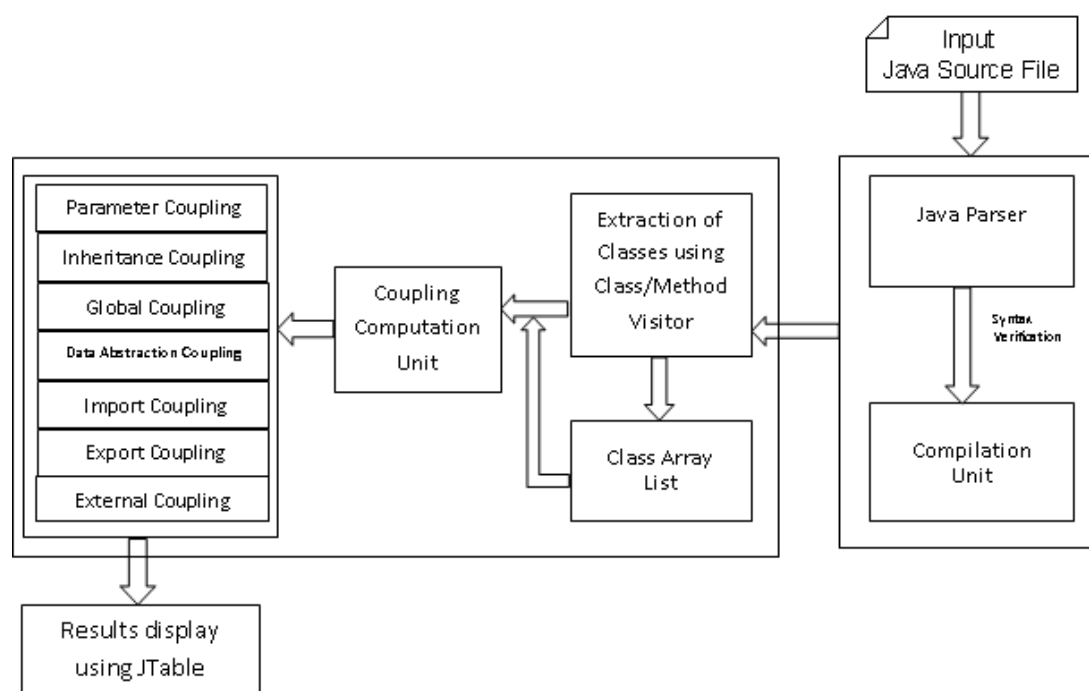 Input
Java Source File
Java Parser
Syntax
Verification
Compilation
Unit
Extraction of
Classes using
Class/Method
Visitor
Class Array
List
Coupling
Computation
Unit
Parameter Coupling
Inheritance Coupling
Global Coupling
Data Abstraction Coupling
Import Coupling
Export Coupling
External Coupling
Results display
using JTable